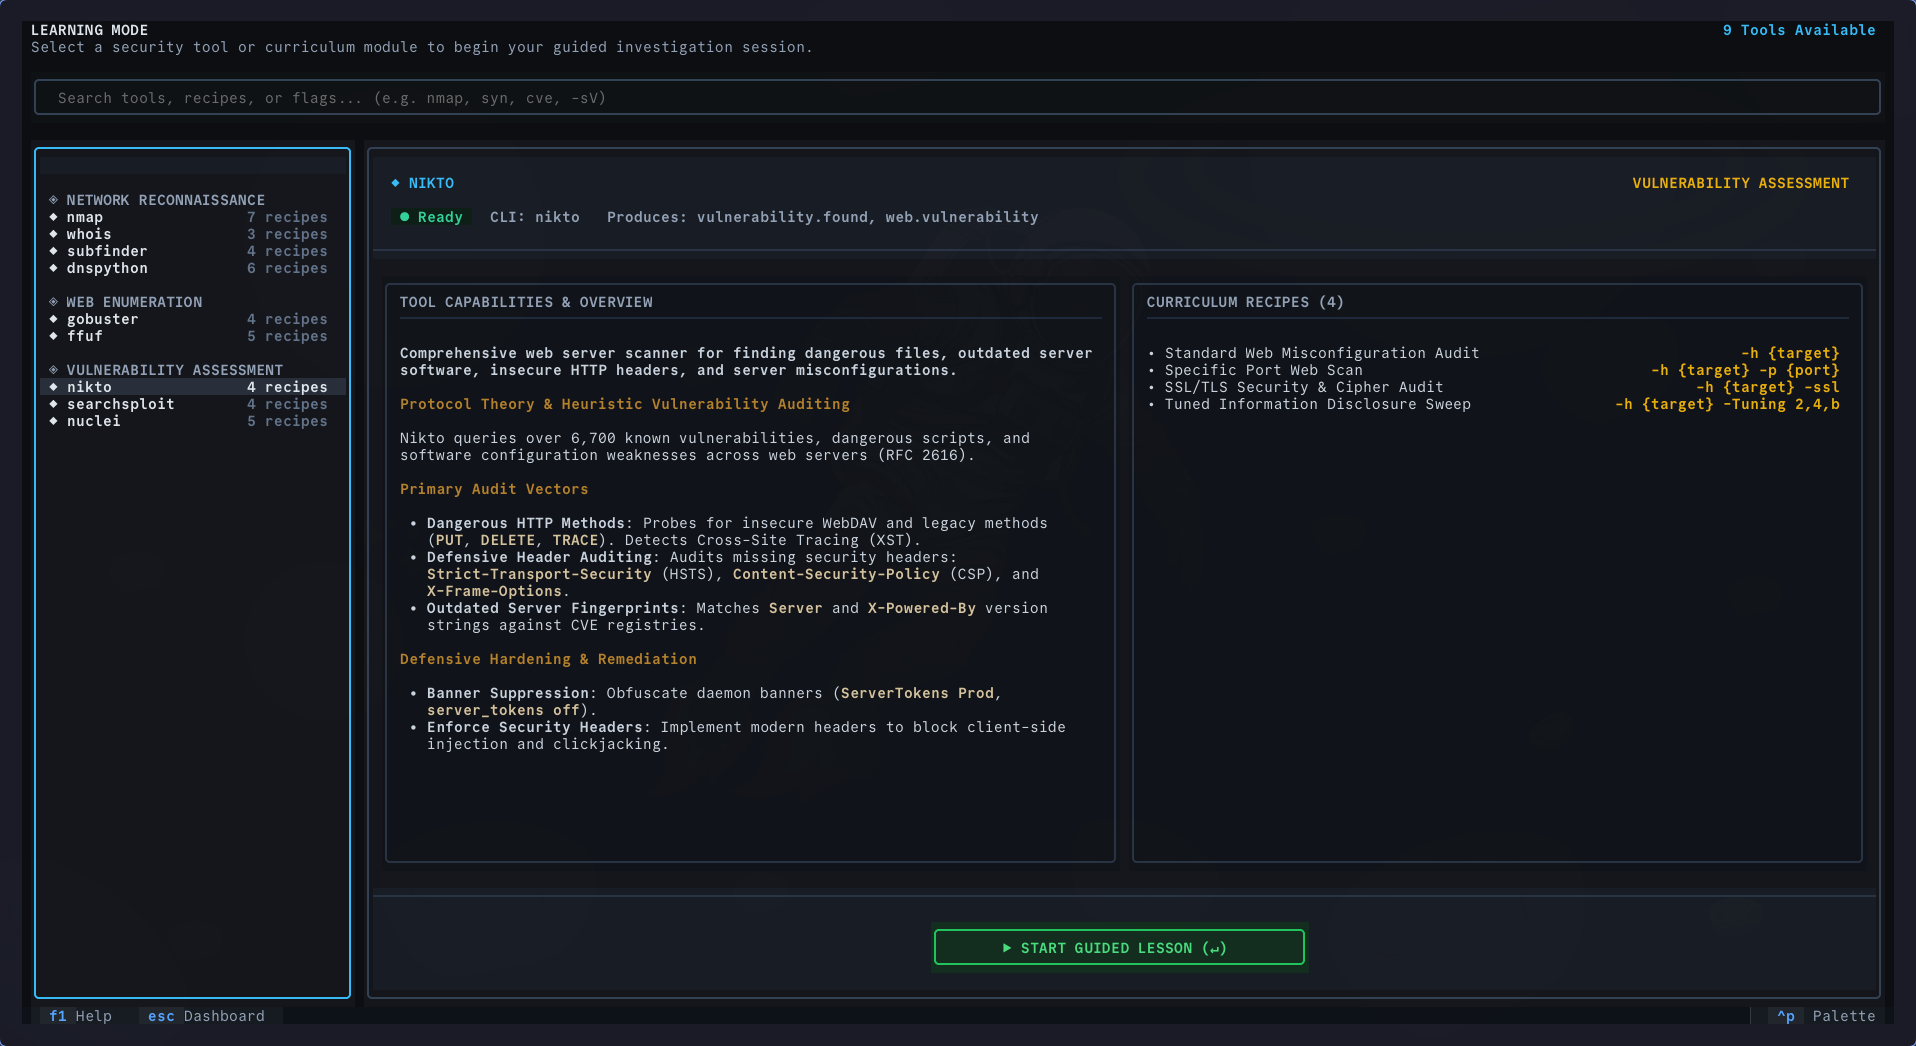 LEARNING MODE
9 Tools Available
Select a security tool or curriculum module to begin your guided investigation session.
Search tools, recipes, or flags... (e.g. nmap, syn, cve, -sV)
◈ NETWORK RECONNAISSANCE
◆ nmap 7 recipes
◆ whois 3 recipes
◆ subfinder 4 recipes
◆ dnspython 6 recipes
◈ WEB ENUMERATION
◆ gobuster 4 recipes
◆ ffuf 5 recipes
◈ VULNERABILITY ASSESSMENT
◆ nikto 4 recipes
◆ searchsploit 4 recipes
◆ nuclei 5 recipes
◆ NIKTO
VULNERABILITY ASSESSMENT
● Ready CLI: nikto Produces: vulnerability.found, web.vulnerability
TOOL CAPABILITIES & OVERVIEW
Comprehensive web server scanner for finding dangerous files, outdated server
software, insecure HTTP headers, and server misconfigurations.
Protocol Theory & Heuristic Vulnerability Auditing
Nikto queries over 6,700 known vulnerabilities, dangerous scripts, and
software configuration weaknesses across web servers (RFC 2616).
Primary Audit Vectors
• Dangerous HTTP Methods: Probes for insecure WebDAV and legacy methods
(PUT, DELETE, TRACE). Detects Cross-Site Tracing (XST).
• Defensive Header Auditing: Audits missing security headers:
Strict-Transport-Security (HSTS), Content-Security-Policy (CSP), and
X-Frame-Options.
• Outdated Server Fingerprints: Matches Server and X-Powered-By version
strings against CVE registries.
Defensive Hardening & Remediation
• Banner Suppression: Obfuscate daemon banners (ServerTokens Prod,
server_tokens off).
• Enforce Security Headers: Implement modern headers to block client-side
injection and clickjacking.
CURRICULUM RECIPES (4)
• Standard Web Misconfiguration Audit -h {target}
• Specific Port Web Scan -h {target} -p {port}
• SSL/TLS Security & Cipher Audit -h {target} -ssl
• Tuned Information Disclosure Sweep -h {target} -Tuning 2,4,b
▶ START GUIDED LESSON (↵)
f1 Help esc Dashboard
^p Palette